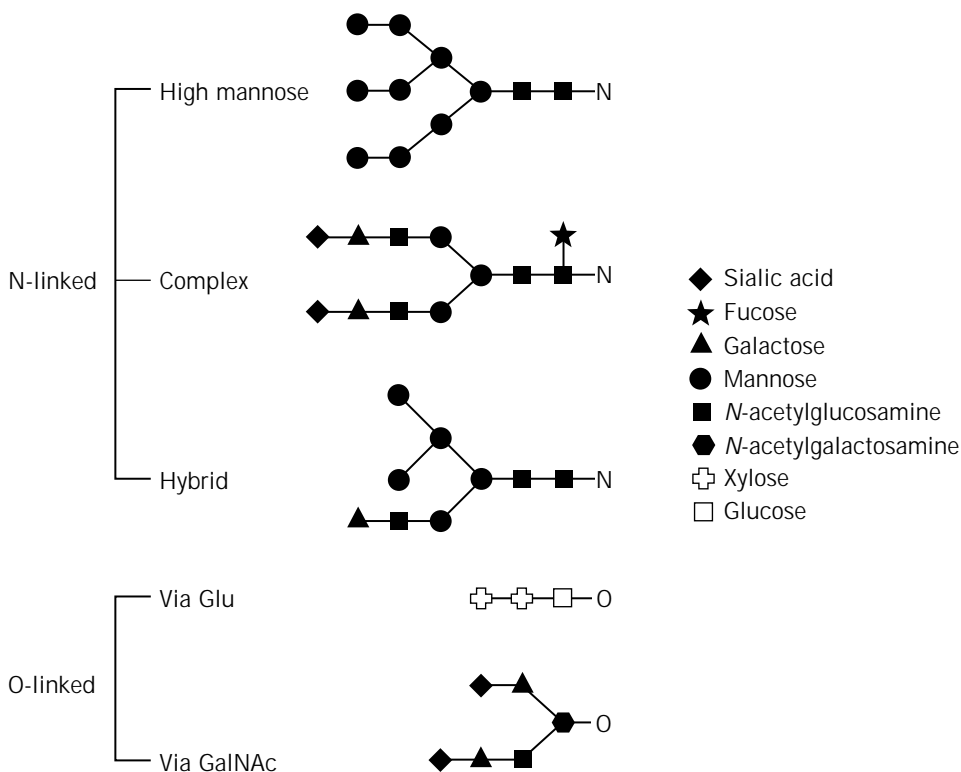 High mannose
N
N-linked
Complex
N
Hybrid
N
Sialic acid
Fucose
Galactose
Mannose
N-acetylglucosamine
N-acetylgalactosamine
Xylose
Glucose
O-linked
Via Glu
O
Via GalNAc
O